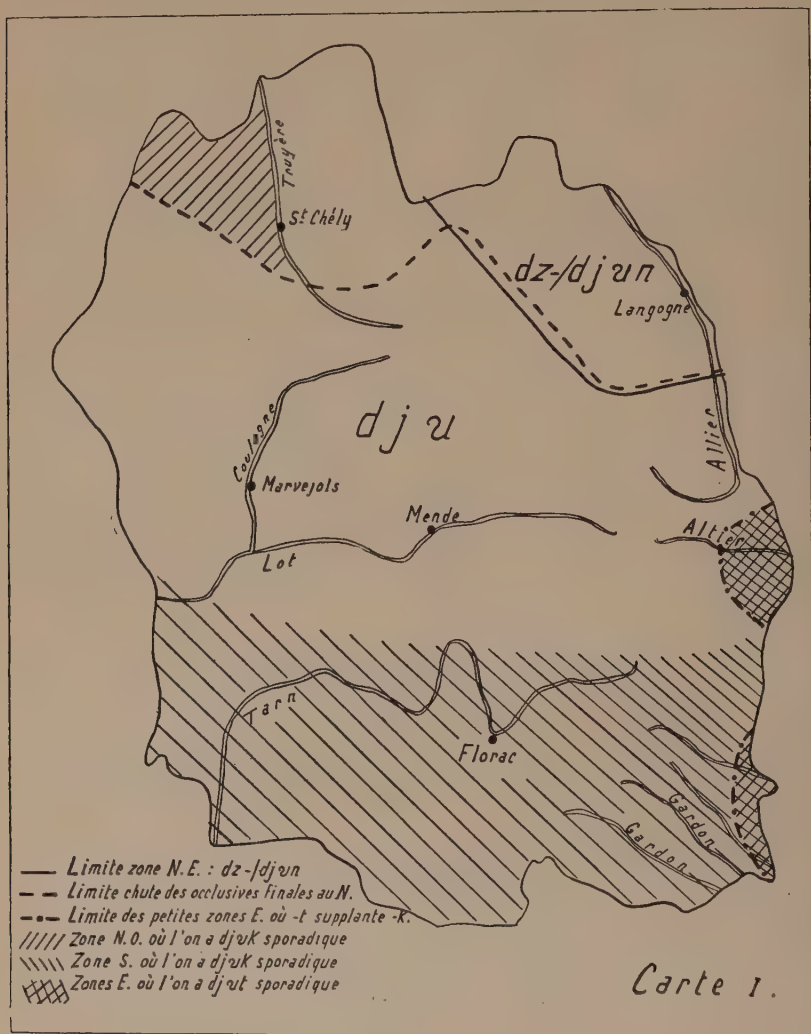 Truyère
St Chély
dz-/djun
Langogne
dju
Coulagne
Allier
Marvejols
Mende
Altier
Lot
Tarn
Florac
Gardon
Gardon
Limite zone N.E. : dz-/djun
Limite chute des occlusives finales au N.
Limite des petites zones E. où -t supplante -k.
Zone N.O. où l'on a djuk sporadique
Zone S. où l'on a djuk sporadique
Zones E. où l'on a djut sporadique
Carte I.